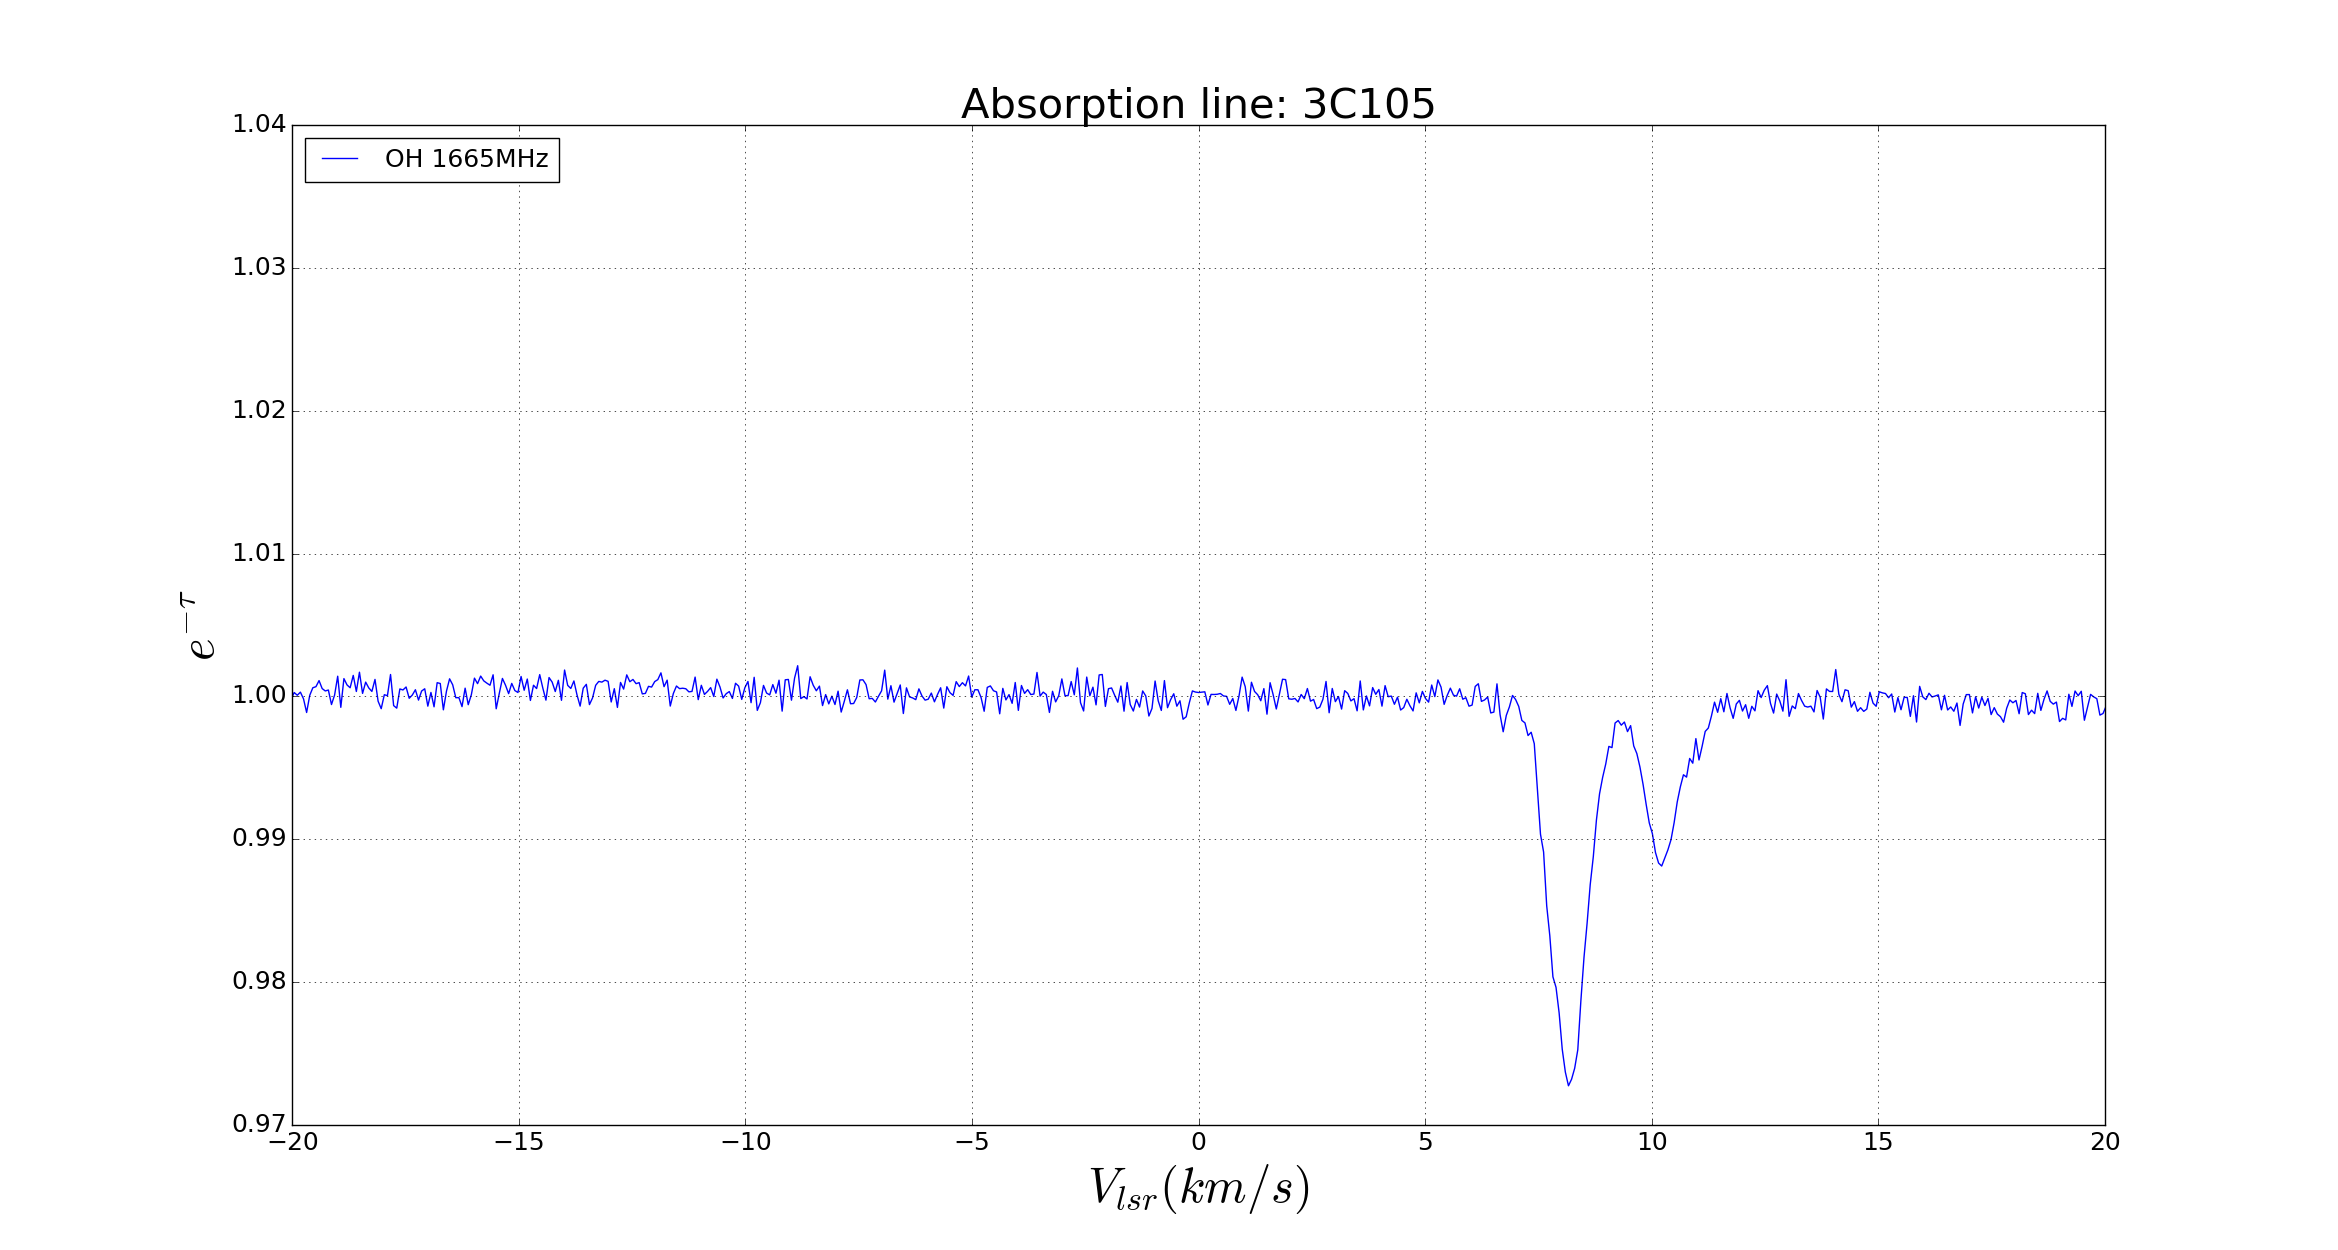 Absorption line: 3C105
OH 1665MHz
1.04
1.03
1.02
1.01
1.00
0.99
0.98
0.97
e^{−τ}
−20 −15 −10 −5 0 5 10 15 20
V_{lsr}(km/s)